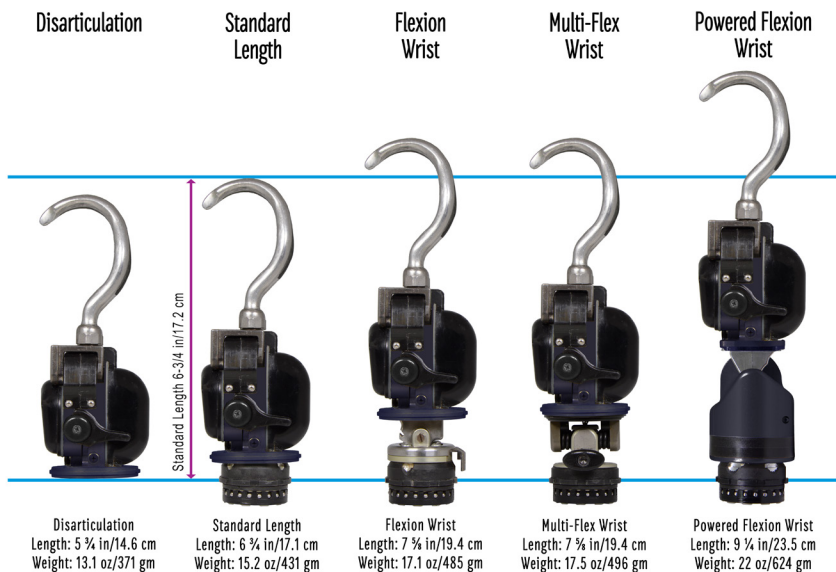 Disarticulation
Standard
Length
Flexion
Wrist
Multi-Flex
Wrist
Powered Flexion
Wrist
Standard Length 6-3/4 in/17.2 cm
Disarticulation
Length: 5 ¾ in/14.6 cm
Weight: 13.1 oz/371 gm
Standard Length
Length: 6 ¾ in/17.1 cm
Weight: 15.2 oz/431 gm
Flexion Wrist
Length: 7 ⅝ in/19.4 cm
Weight: 17.1 oz/485 gm
Multi-Flex Wrist
Length: 7 ⅝ in/19.4 cm
Weight: 17.5 oz/496 gm
Powered Flexion Wrist
Length: 9 ¼ in/23.5 cm
Weight: 22 oz/624 gm